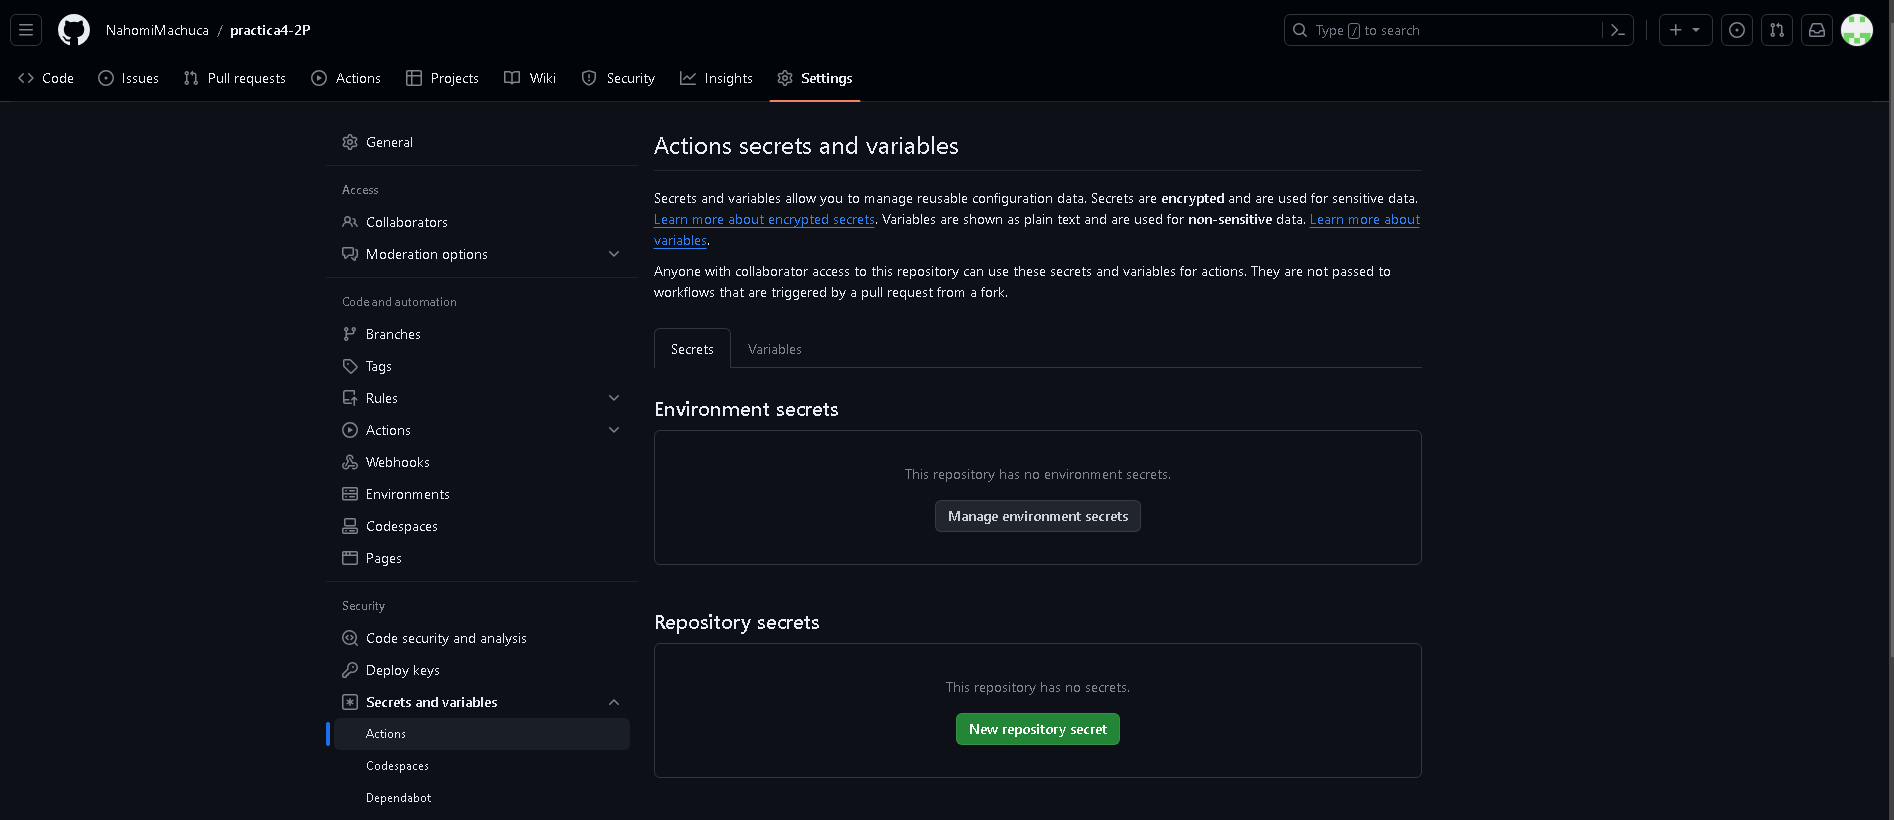 NahomiMachuca / practica4-2P
Type / to search
Code
Issues
Pull requests
Actions
Projects
Wiki
Security
Insights
Settings
General
Access
Collaborators
Moderation options
Code and automation
Branches
Tags
Rules
Actions
Webhooks
Environments
Codespaces
Pages
Security
Code security and analysis
Deploy keys
Secrets and variables
Actions
Codespaces
Dependabot
Actions secrets and variables
Secrets and variables allow you to manage reusable configuration data. Secrets are encrypted and are used for sensitive data.
Learn more about encrypted secrets. Variables are shown as plain text and are used for non-sensitive data. Learn more about
variables.
Anyone with collaborator access to this repository can use these secrets and variables for actions. They are not passed to
workflows that are triggered by a pull request from a fork.
Secrets
Variables
Environment secrets
This repository has no environment secrets.
Manage environment secrets
Repository secrets
This repository has no secrets.
New repository secret